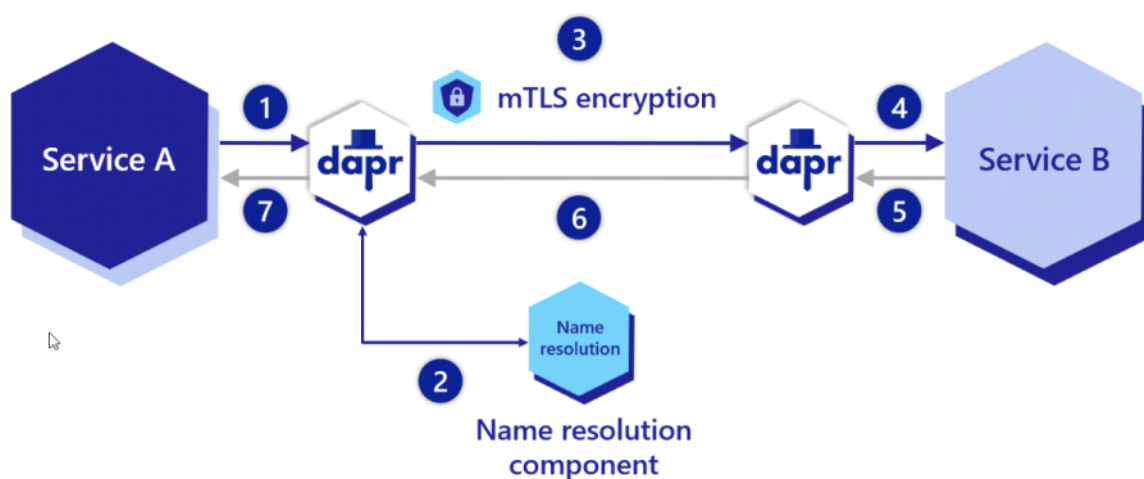 3
1
mTLS encryption
4
Service A
dapr
dapr
Service B
7
6
5
Name
resolution
2
Name resolution
component